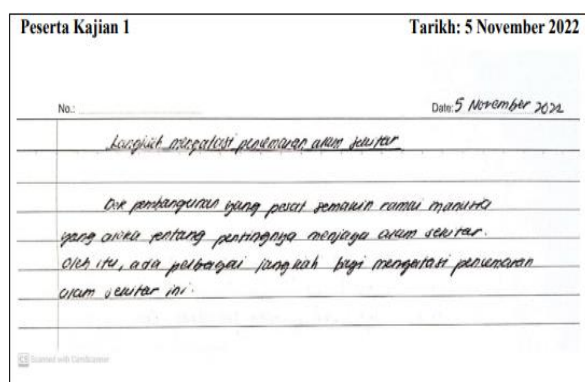 Peserta Kajian 1 Tarikh: 5 November 2022
No.: Date: 5 November 2022
Langkah mengatasi pencemaran alam sekitar
Dek pembangunan yang pesat semakin ramai manusia
yang alpa tentang pentingnya menjaga alam sekitar.
Oleh itu, ada pelbagai langkah bagi mengatasi pencemaran
alam sekitar ini.
CS Scanned with CamScanner